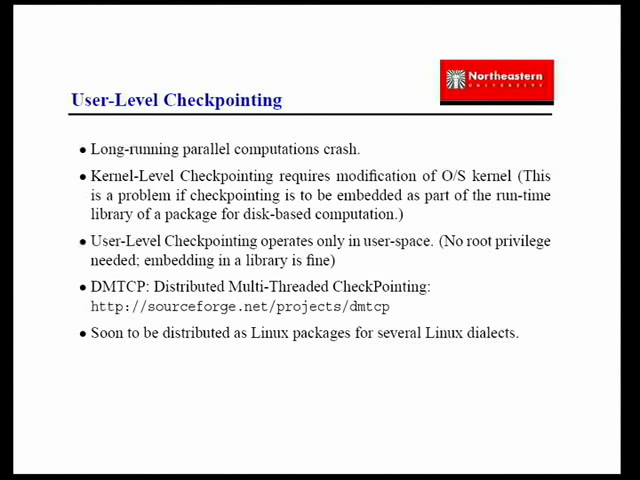 Northeastern
UNIVERSITY
User-Level Checkpointing
● Long-running parallel computations crash.
● Kernel-Level Checkpointing requires modification of O/S kernel (This
is a problem if checkpointing is to be embedded as part of the run-time
library of a package for disk-based computation.)
● User-Level Checkpointing operates only in user-space. (No root privilege
needed; embedding in a library is fine)
● DMTCP: Distributed Multi-Threaded CheckPointing:
http://sourceforge.net/projects/dmtcp
● Soon to be distributed as Linux packages for several Linux dialects.